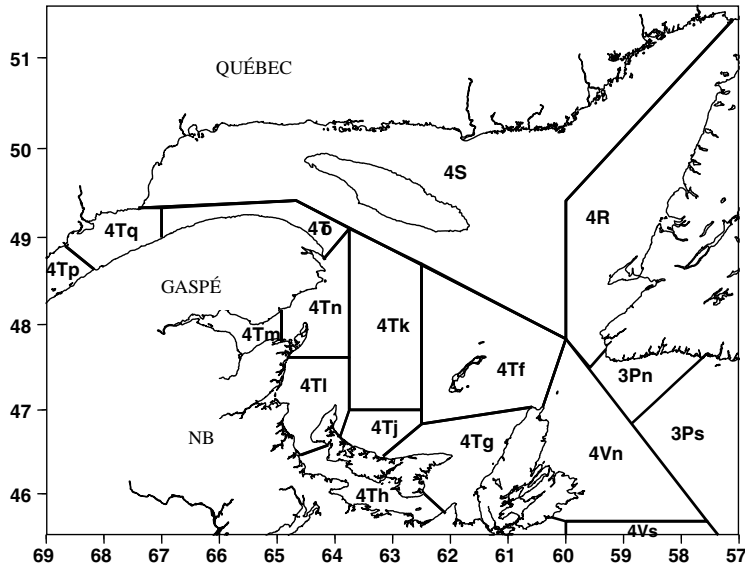 51
QUÉBEC
50
4S
4R
49
4Tq
4To
4Tp
GASPÉ
4Tn
48
4Tm
4Tk
4Tf
3Pn
4Tl
47
4Tj
4Tg
3Ps
NB
4Vn
46
4Th
4Vs
69 68 67 66 65 64 63 62 61 60 59 58 57